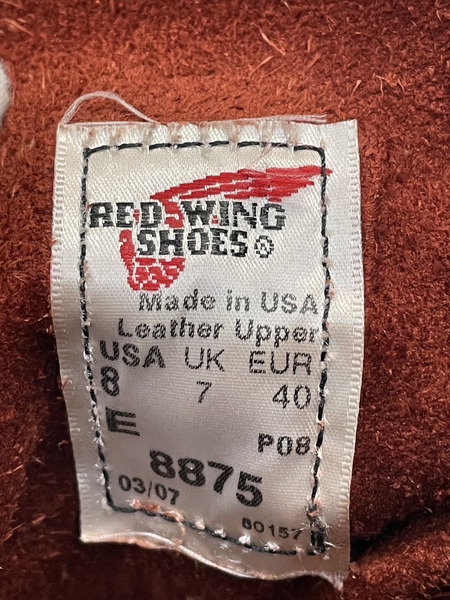 RED WING
SHOES®
Made in USA
Leather Upper
USA UK EUR
8 7 40
E P08
8875
03/07
80157